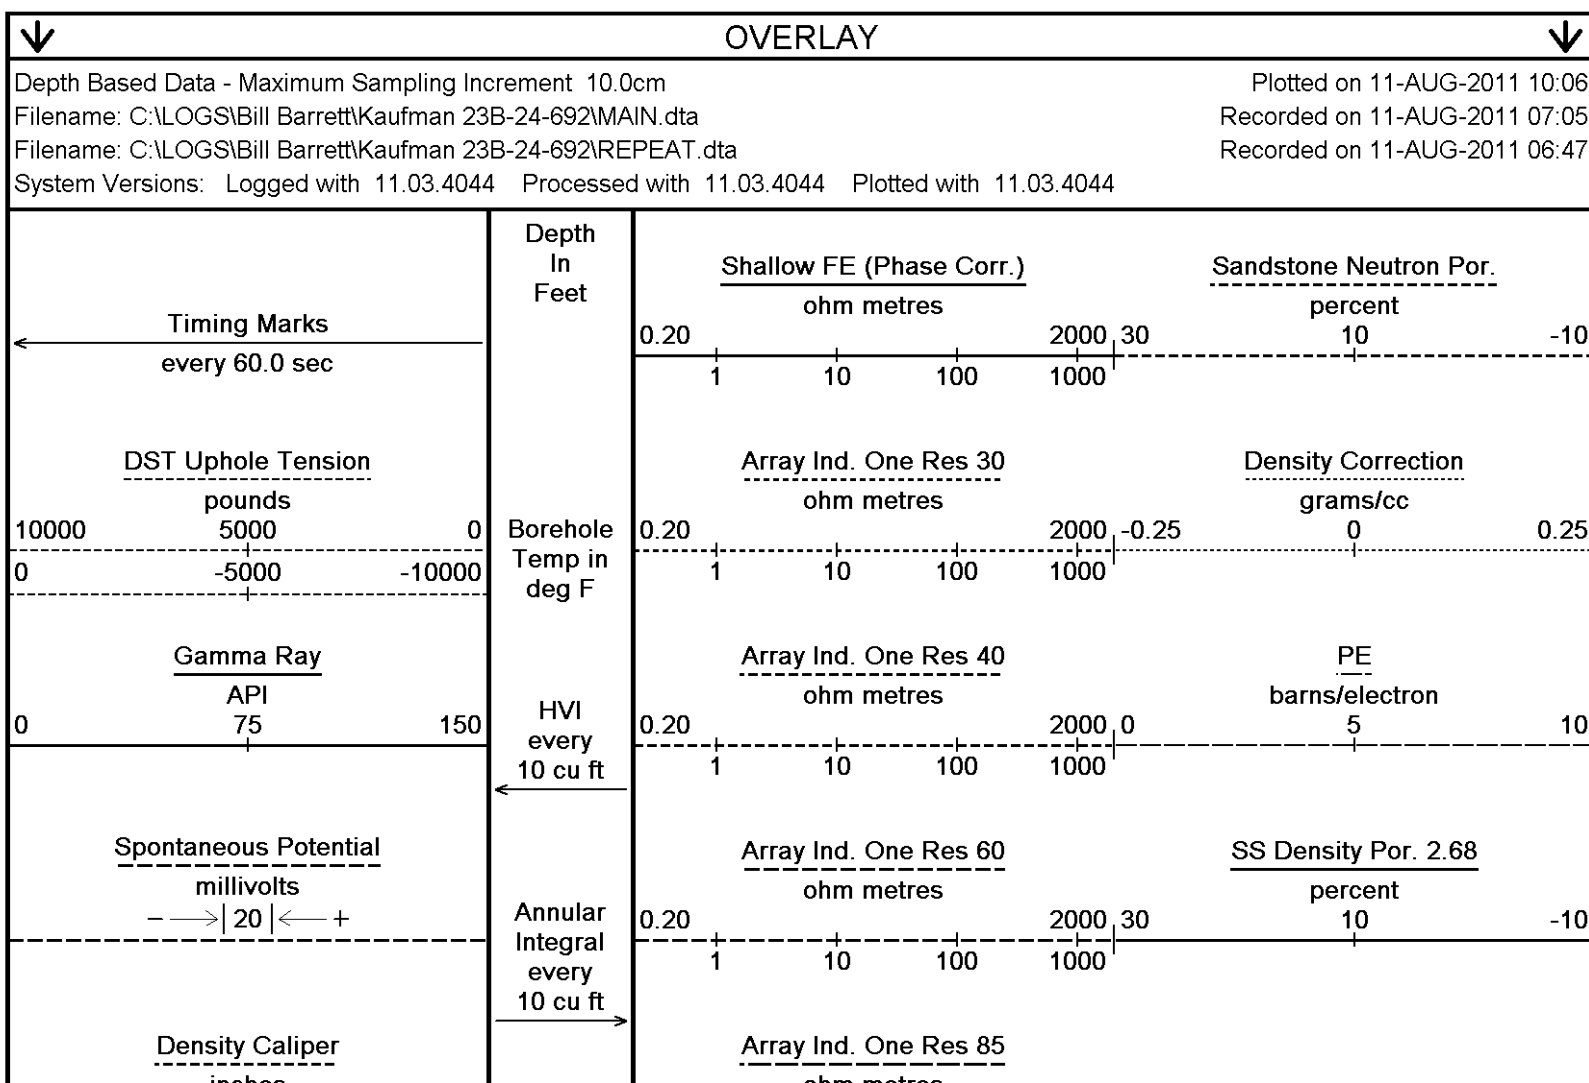 OVERLAY
Depth Based Data - Maximum Sampling Increment 10.0cm Plotted on 11-AUG-2011 10:06
Filename: C:\LOGS\Bill Barrett\Kaufman 23B-24-692\MAIN.dta Recorded on 11-AUG-2011 07:05
Filename: C:\LOGS\Bill Barrett\Kaufman 23B-24-692\REPEAT.dta Recorded on 11-AUG-2011 06:47
System Versions: Logged with 11.03.4044 Processed with 11.03.4044 Plotted with 11.03.4044
Timing Marks
every 60.0 sec
DST Uphole Tension
pounds
10000 5000 0
0 -5000 -10000
Gamma Ray
API
0 75 150
Spontaneous Potential
millivolts
- 20 +
Density Caliper
inches
Depth
In
Feet
Borehole
Temp in
deg F
HVI
every
10 cu ft
Annular
Integral
every
10 cu ft
Shallow FE (Phase Corr.)
ohm metres
0.20 2000
1 10 100 1000
Array Ind. One Res 30
ohm metres
0.20 2000
1 10 100 1000
Array Ind. One Res 40
ohm metres
0.20 2000
1 10 100 1000
Array Ind. One Res 60
ohm metres
0.20 2000
1 10 100 1000
Array Ind. One Res 85
ohm metres
Sandstone Neutron Por.
percent
30 10 -10
Density Correction
grams/cc
-0.25 0 0.25
PE
barns/electron
0 5 10
SS Density Por. 2.68
percent
30 10 -10